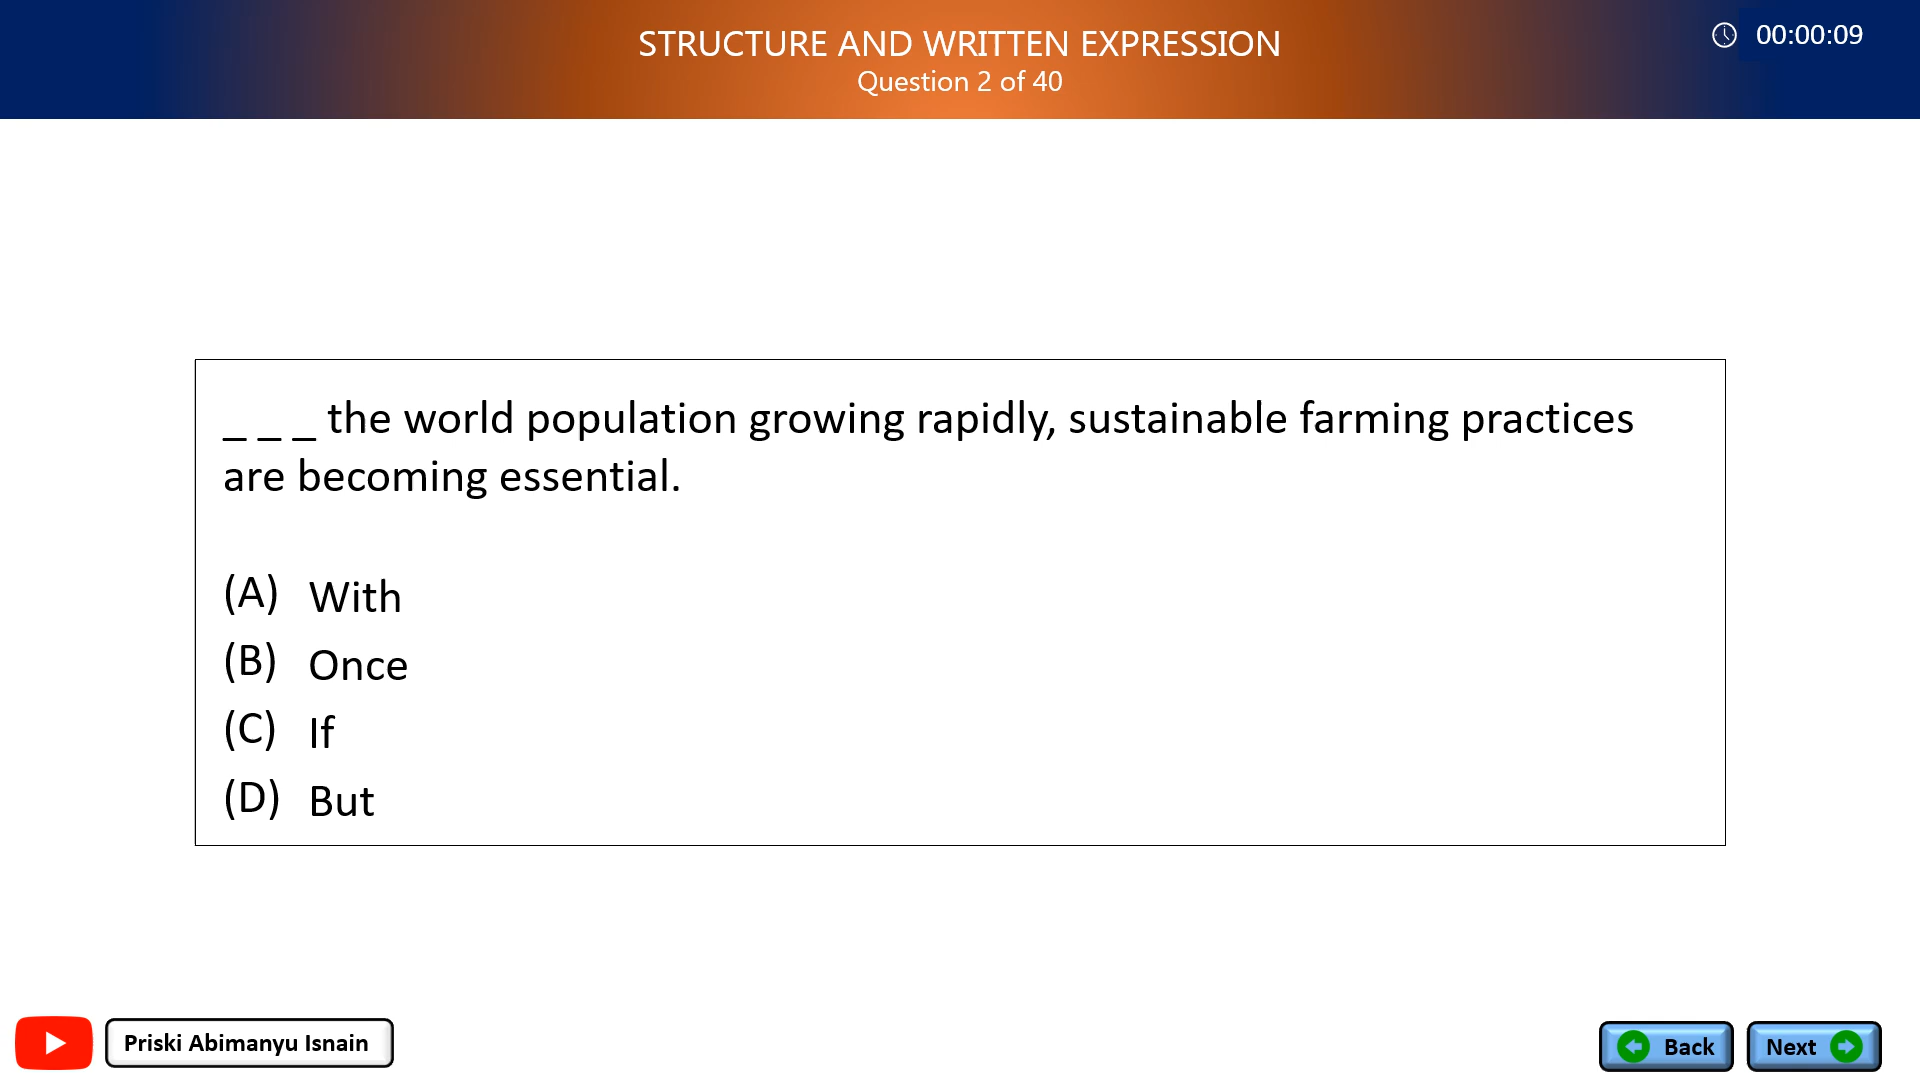 STRUCTURE AND WRITTEN EXPRESSION
Question 2 of 40
00:00:09
_ _ _ the world population growing rapidly, sustainable farming practices
are becoming essential.
(A) With
(B) Once
(C) If
(D) But
Priski Abimanyu Isnain
Back
Next